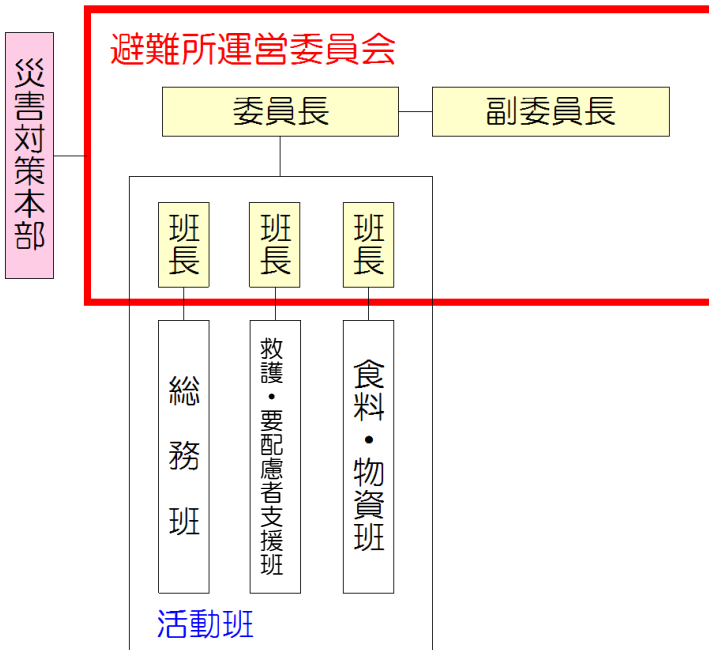 避難所運営委員会
災害対策本部
委員長
副委員長
班長
班長
班長
総務班
救護・要配慮者支援班
食料・物資班
活動班